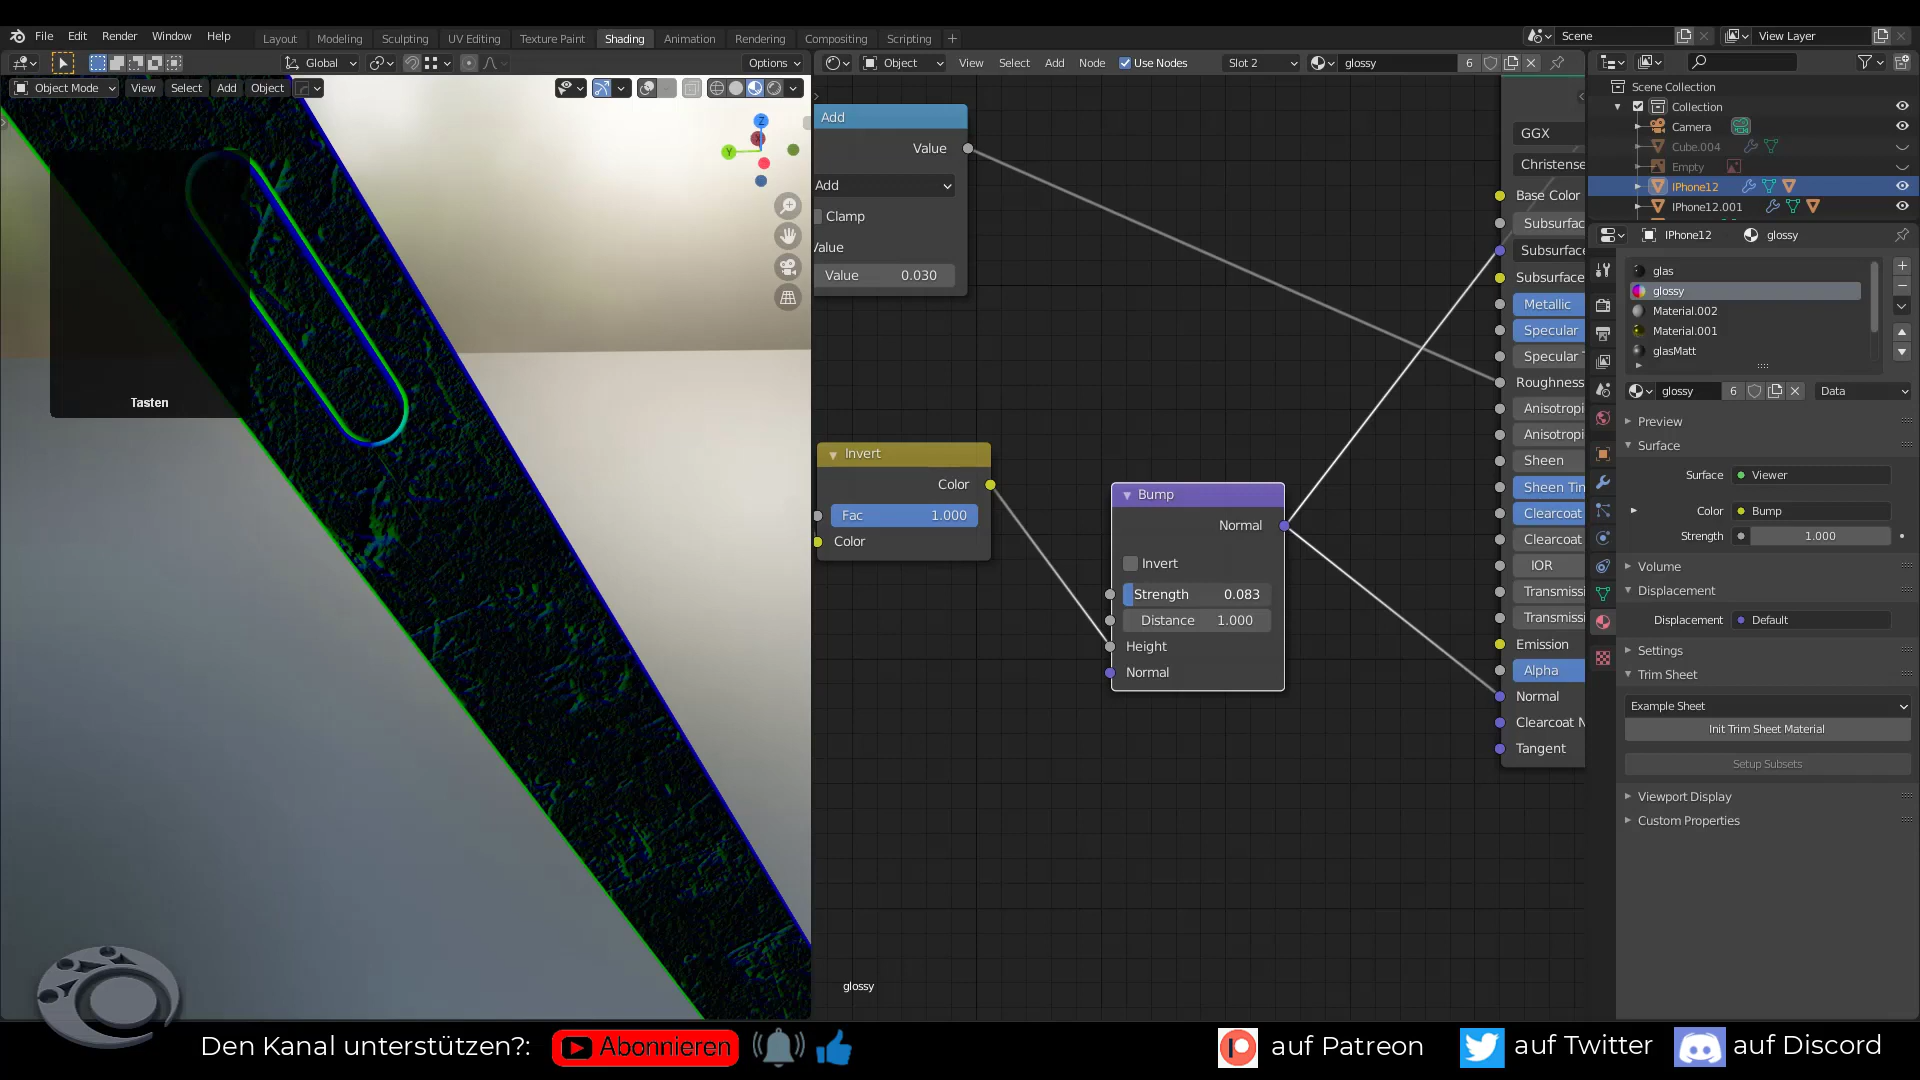 File Edit Render Window Help
Layout Modeling Sculpting UV Editing Texture Paint Shading Animation Rendering Compositing Scripting +
Scene
View Layer
Global
Options
Object
View Select Add Node
Use Nodes
Slot 2
glossy
6
Object Mode
View Select Add Object
Z
Y
Tasten
Add
Value
Add
Clamp
Value
Value 0.030
Invert
Color
Fac 1.000
Color
Bump
Normal
Invert
Strength 0.083
Distance 1.000
Height
Normal
GGX
Christense
Base Color
Subsurfac
Subsurface
Subsurface
Metallic
Specular
Specular
Roughness
Anisotropi
Anisotropi
Sheen
Sheen Tin
Clearcoat
Clearcoat
IOR
Transmissi
Transmissi
Emission
Alpha
Normal
Clearcoat N
Tangent
glossy
Scene Collection
Collection
Camera
Cube.004
Empty
IPhone12
IPhone12.001
IPhone12
glossy
glas
glossy
Material.002
Material.001
glasMatt
glossy
6
Data
Preview
Surface
Surface
Viewer
Color
Bump
Strength
1.000
Volume
Displacement
Displacement
Default
Settings
Trim Sheet
Example Sheet
Init Trim Sheet Material
Setup Subsets
Viewport Display
Custom Properties
Den Kanal unterstützen?:
Abonnieren
auf Patreon
auf Twitter
auf Discord